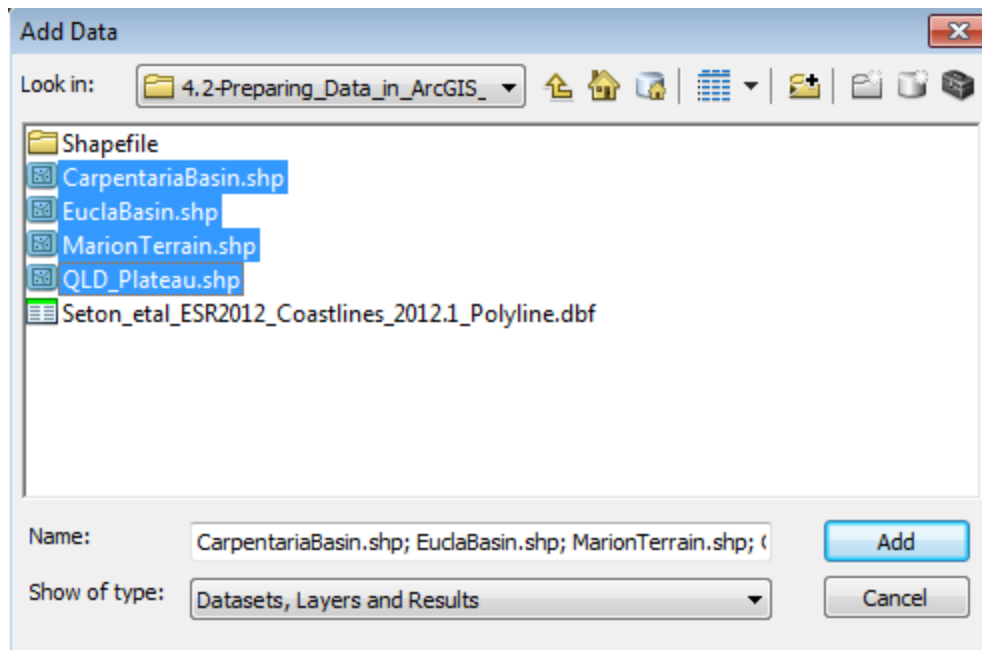 Add Data
Look in: 4.2-Preparing_Data_in_ArcGIS_
Shapefile
CarpentariaBasin.shp
EuclaBasin.shp
MarionTerrain.shp
QLD_Plateau.shp
Seton_etal_ESR2012_Coastlines_2012.1_Polyline.dbf
Name: CarpentariaBasin.shp; EuclaBasin.shp; MarionTerrain.shp; Add
Show of type: Datasets, Layers and Results Cancel